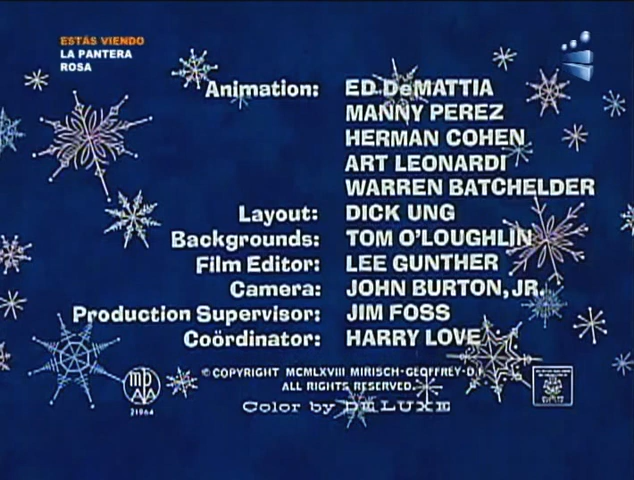 ESTÁS VIENDO
LA PANTERA
ROSA
Animation: ED DeMATTIA
MANNY PEREZ
HERMAN COHEN
ART LEONARDI
WARREN BATCHELDER
Layout: DICK UNG
Backgrounds: TOM O'LOUGHLIN
Film Editor: LEE GUNTHER
Camera: JOHN BURTON, JR.
Production Supervisor: JIM FOSS
Coördinator: HARRY LOVE
© COPYRIGHT MCMLXVIII MIRISCH-GEOFFREY-D.F.
ALL RIGHTS RESERVED.
Color by DELUXE
MPAA
21964